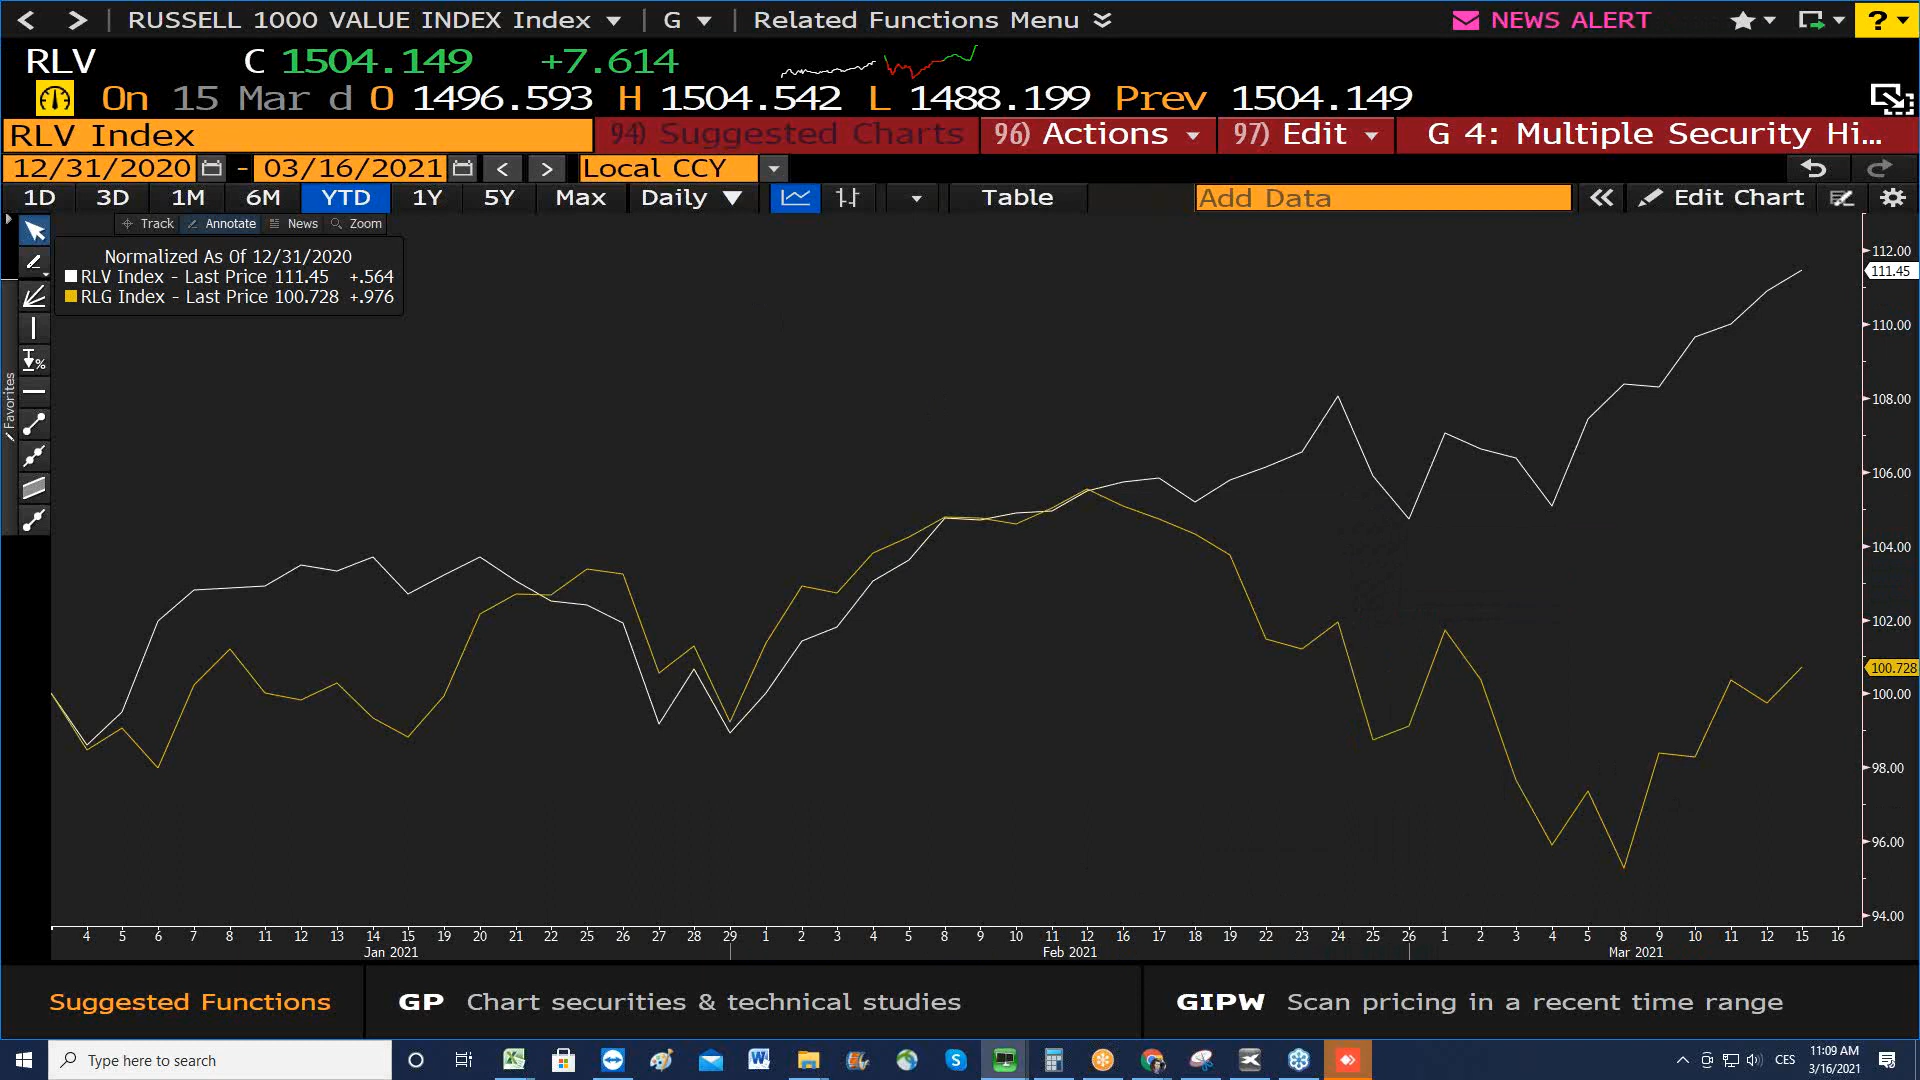 RUSSELL 1000 VALUE INDEX Index G Related Functions Menu NEWS ALERT ?
RLV C 1504.149 +7.614
On 15 Mar d O 1496.593 H 1504.542 L 1488.199 Prev 1504.149
RLV Index 94) Suggested Charts 96) Actions 97) Edit G 4: Multiple Security Hi...
12/31/2020 - 03/16/2021 < > Local CCY
1D 3D 1M 6M YTD 1Y 5Y Max Daily Table Add Data Edit Chart
Track Annotate News Zoom
Favorites
Normalized As Of 12/31/2020
RLV Index - Last Price 111.45 +.564
RLG Index - Last Price 100.728 +.976
112.00
111.45
110.00
108.00
106.00
104.00
102.00
100.728
100.00
98.00
96.00
94.00
4 5 6 7 8 11 12 13 14 15 19 20 21 22 25 26 27 28 29 1 2 3 4 5 8 9 10 11 12 16 17 18 19 22 23 24 25 26 1 2 3 4 5 8 9 10 11 12 15 16
Jan 2021 Feb 2021 Mar 2021
Suggested Functions GP Chart securities & technical studies GIPW Scan pricing in a recent time range
Type here to search CES 11:09 AM
3/16/2021